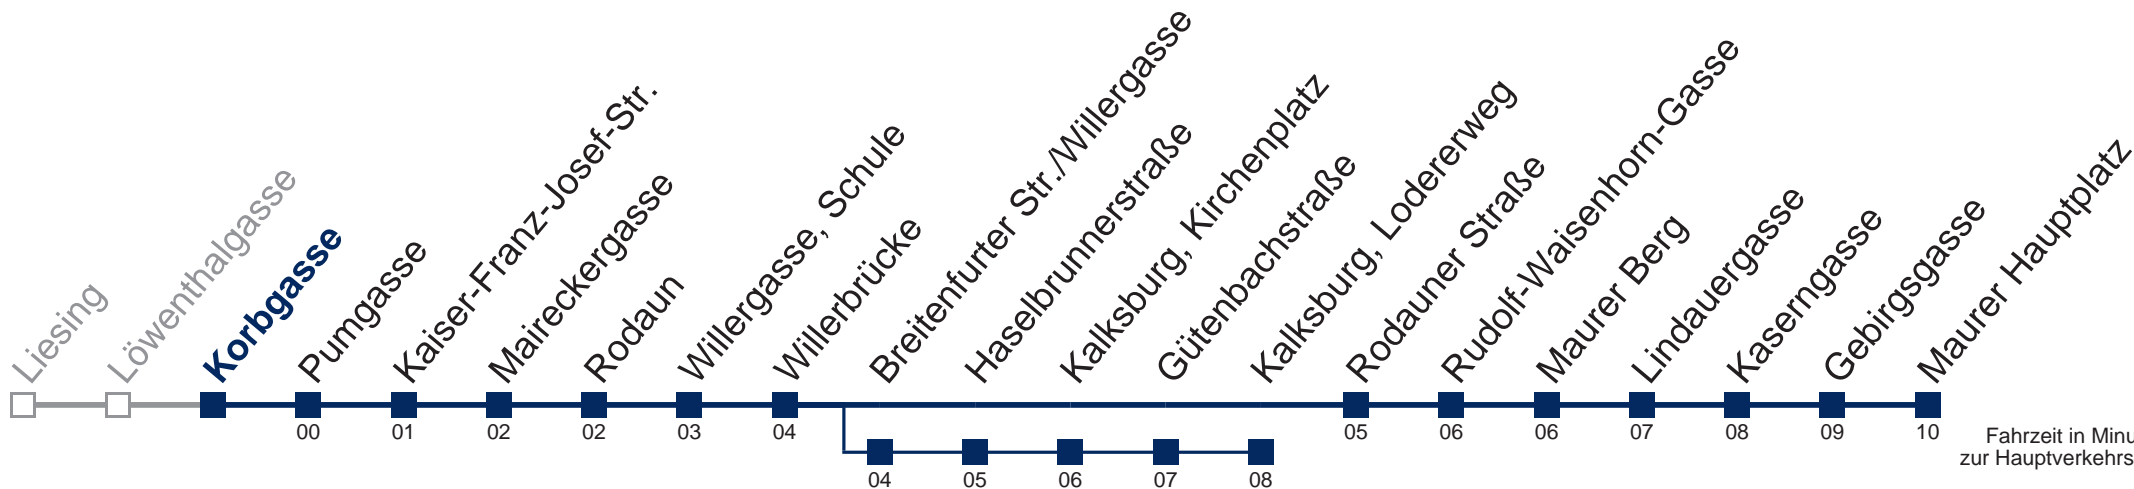 Liesing
Löwenthalgasse
Korbgasse
Pumgasse
Kaiser-Franz-Josef-Str.
Maireckergasse
Rodaun
Willergasse, Schule
Willerbrücke
Breitenfurter Str./Willergasse
Haselbrunnerstraße
Kalksburg, Kirchenplatz
Gütenbachstraße
Kalksburg, Lodererweg
Rodauner Straße
Rudolf-Waisenhorn-Gasse
Maurer Berg
Lindauergasse
Kaserngasse
Gebirgsgasse
Maurer Hauptplatz
00 01 02 02 03 04 05 06 06 07 08 09 10
04 05 06 07 08
Fahrzeit in Minu
zur Hauptverkehrs